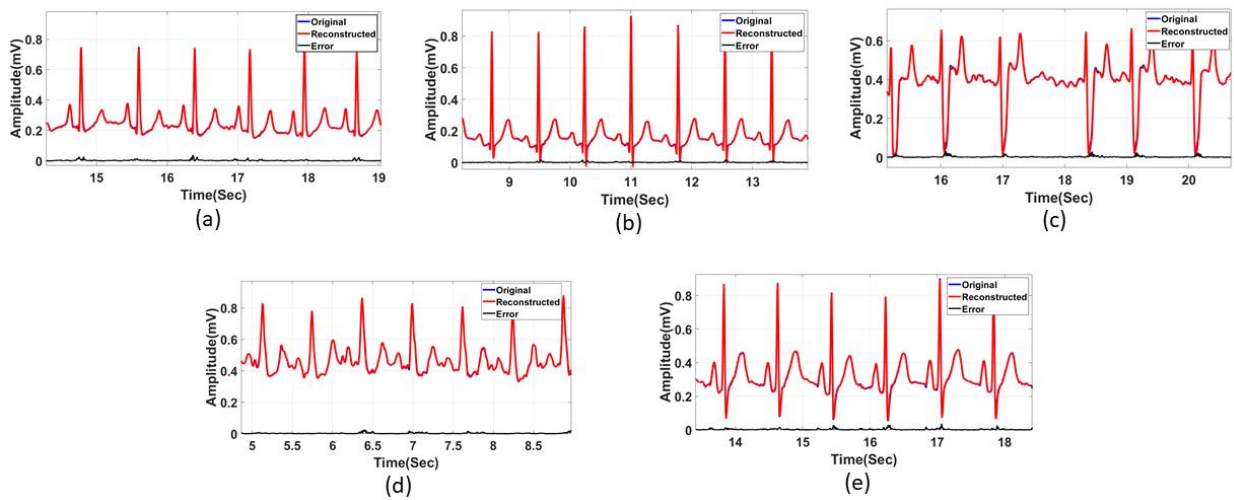 Original
Reconstructed
Error
Amplitude(mV)
0.8
0.6
0.4
0.2
0
15 16 17 18 19
Time(Sec)
(a)
Original
Reconstructed
Error
Amplitude(mV)
0.8
0.6
0.4
0.2
0
9 10 11 12 13
Time(Sec)
(b)
Original
Reconstructed
Error
Amplitude(mV)
0.6
0.4
0.2
0
16 17 18 19 20
Time(Sec)
(c)
Original
Reconstructed
Error
Amplitude(mV)
0.8
0.6
0.4
0.2
0
5 5.5 6 6.5 7 7.5 8 8.5
Time(Sec)
(d)
Original
Reconstructed
Error
Amplitude(mV)
0.8
0.6
0.4
0.2
0
14 15 16 17 18
Time(Sec)
(e)